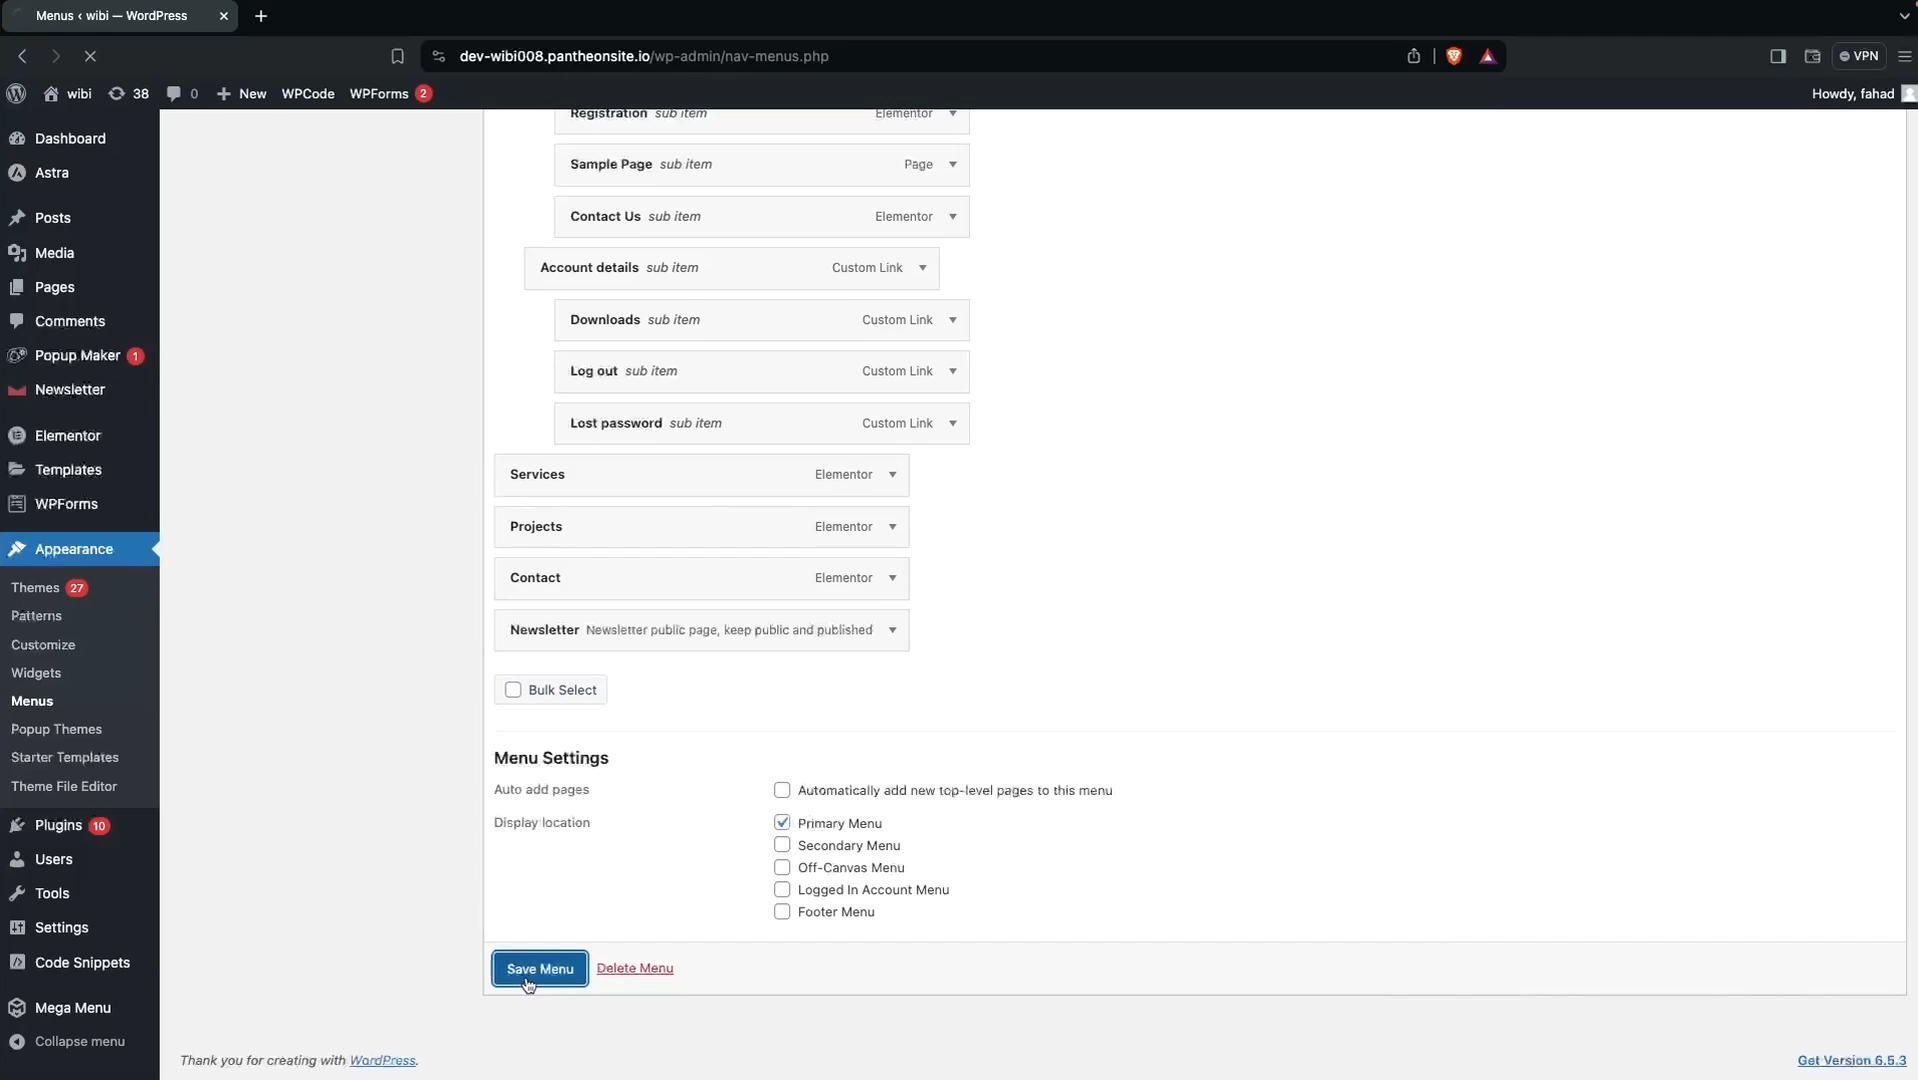 Menus ‹ wibi — WordPress
dev-wibi008.pantheonsite.io/wp-admin/nav-menus.php
VPN
wibi 38 0 New WPCode WPForms 2 Howdy, fahad
Dashboard
Astra
Posts
Media
Pages
Comments
Popup Maker 1
Newsletter
Elementor
Templates
WPForms
Appearance
Themes 27
Patterns
Customize
Widgets
Menus
Popup Themes
Starter Templates
Theme File Editor
Plugins 10
Users
Tools
Settings
Code Snippets
Mega Menu
Collapse menu
Registration sub item Elementor
Sample Page sub item Page
Contact Us sub item Elementor
Account details sub item Custom Link
Downloads sub item Custom Link
Log out sub item Custom Link
Lost password sub item Custom Link
Services Elementor
Projects Elementor
Contact Elementor
Newsletter Newsletter public page, keep public and published
Bulk Select
Menu Settings
Auto add pages Automatically add new top-level pages to this menu
Display location Primary Menu
Secondary Menu
Off-Canvas Menu
Logged In Account Menu
Footer Menu
Save Menu Delete Menu
Thank you for creating with WordPress. Get Version 6.5.3